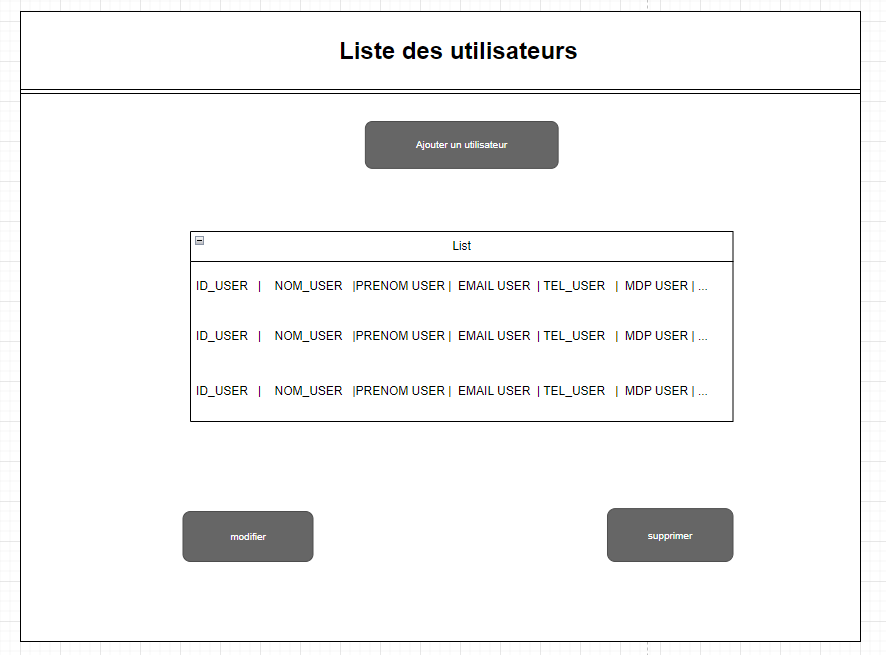 Liste des utilisateurs
Ajouter un utilisateur
List
ID_USER | NOM_USER |PRENOM USER | EMAIL USER | TEL_USER | MDP USER | ...
ID_USER | NOM_USER |PRENOM USER | EMAIL USER | TEL_USER | MDP USER | ...
ID_USER | NOM_USER |PRENOM USER | EMAIL USER | TEL_USER | MDP USER | ...
modifier
supprimer